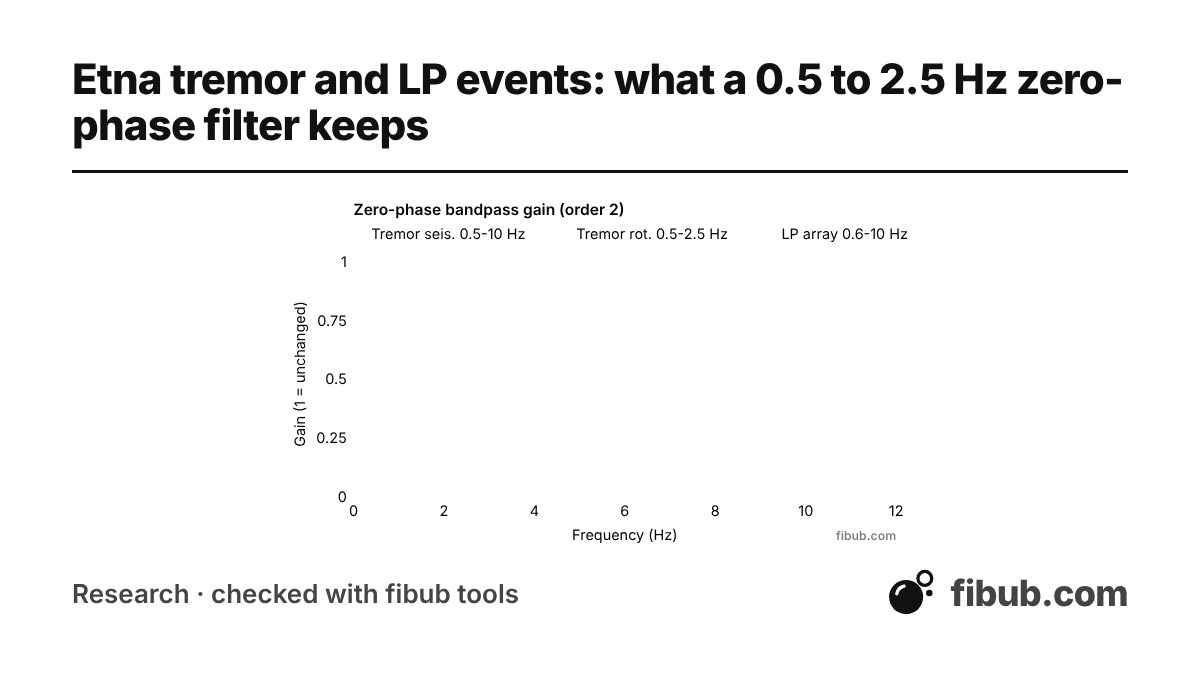 Etna tremor and LP events: what a 0.5 to 2.5 Hz zero-
phase filter keeps
Zero-phase bandpass gain (order 2)
Tremor seis. 0.5-10 Hz Tremor rot. 0.5-2.5 Hz LP array 0.6-10 Hz
1
0.75
0.5
0.25
0
Gain (1 = unchanged)
0 2 4 6 8 10 12
Frequency (Hz)
fibub.com
Research · checked with fibub tools
fibub.com